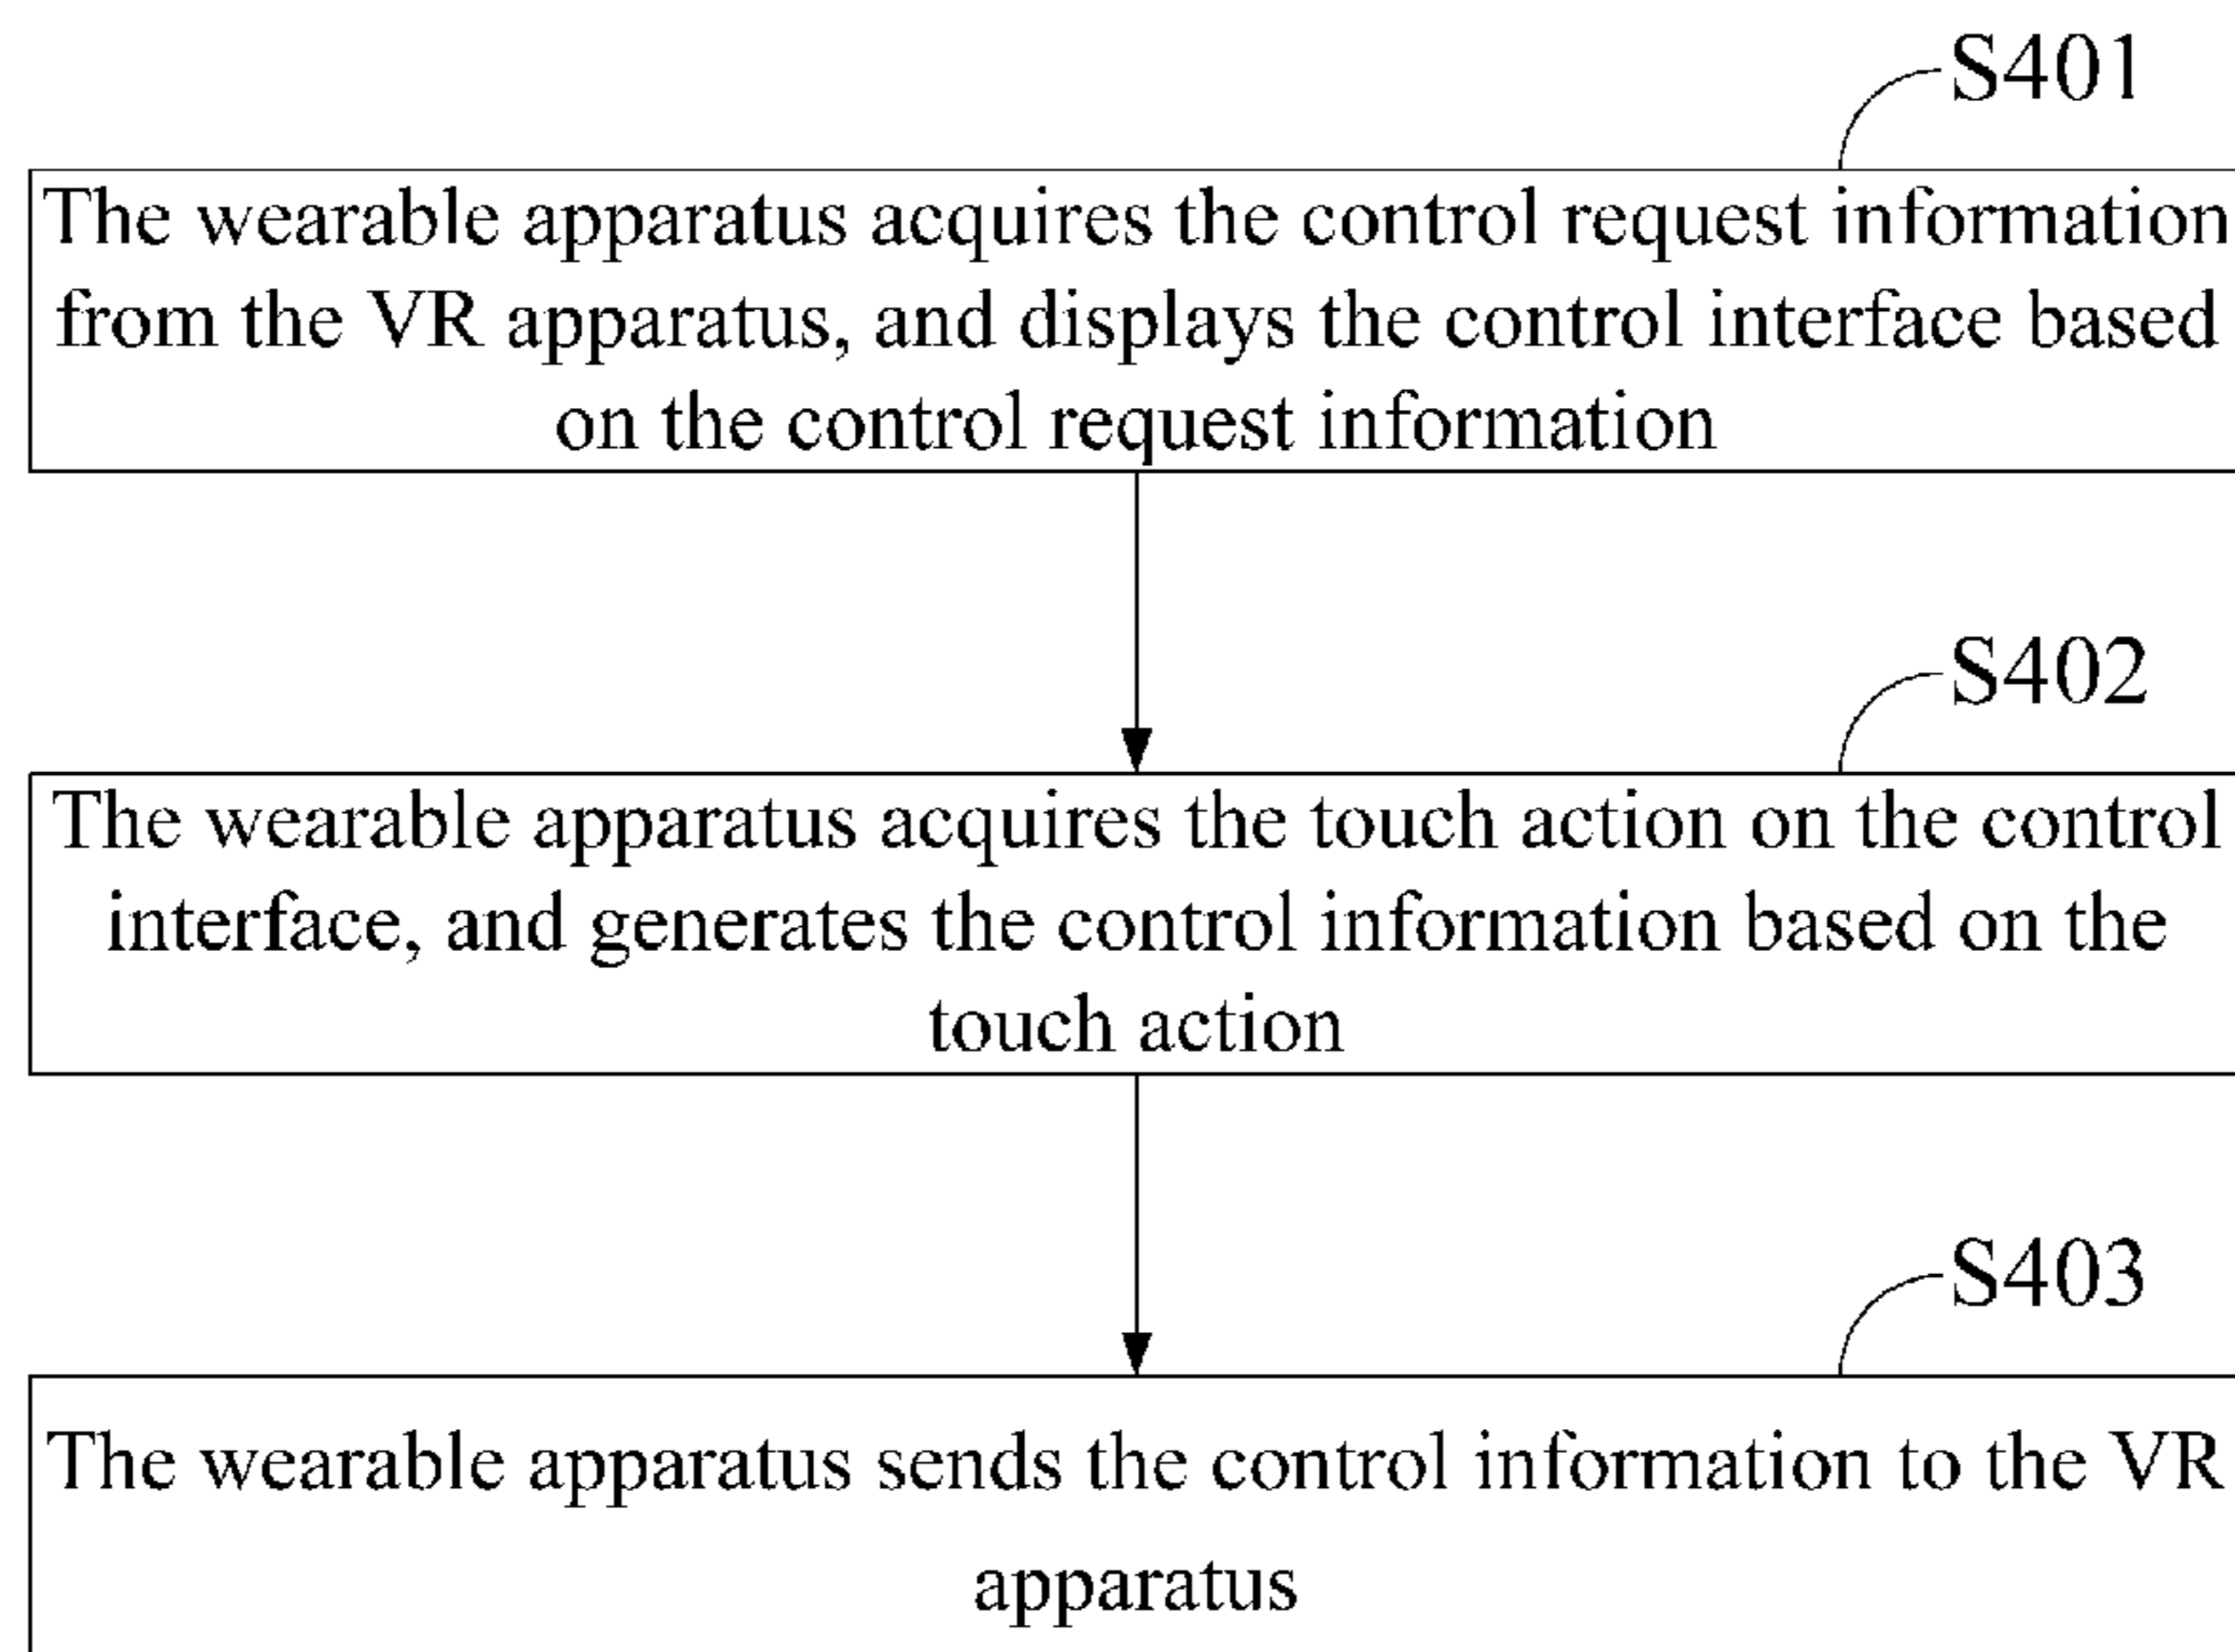 S401
The wearable apparatus acquires the control request information
from the VR apparatus, and displays the control interface based
on the control request information
S402
The wearable apparatus acquires the touch action on the control
interface, and generates the control information based on the
touch action
S403
The wearable apparatus sends the control information to the VR
apparatus